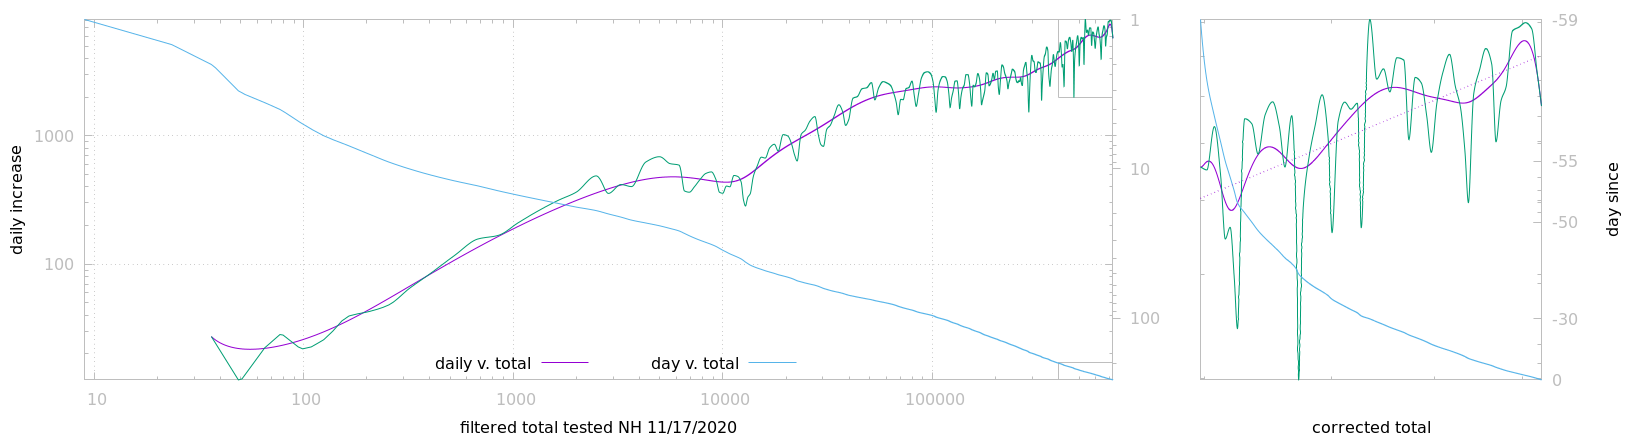 1
-59
1000
daily increase
10
-55
day since
-50
100
100
-30
daily v. total
day v. total
0
10
100
1000
10000
100000
filtered total tested NH 11/17/2020
corrected total